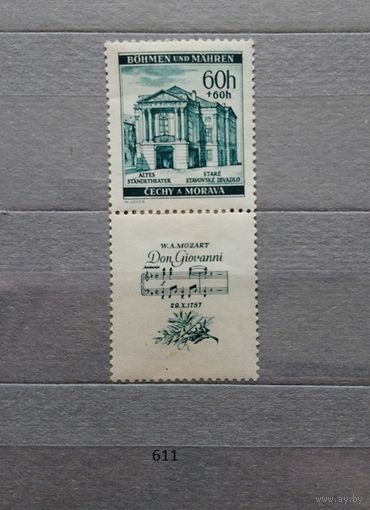 BÖHMEN UND MÄHREN
60h
+60h
ALTES STARÉ
STÄNDETHEATER STAVOVSKÉ DIVADLO
ČECHY A MORAVA
W.A.MOZART
Don Giovanni
29.X.1787
611
www.ay.by